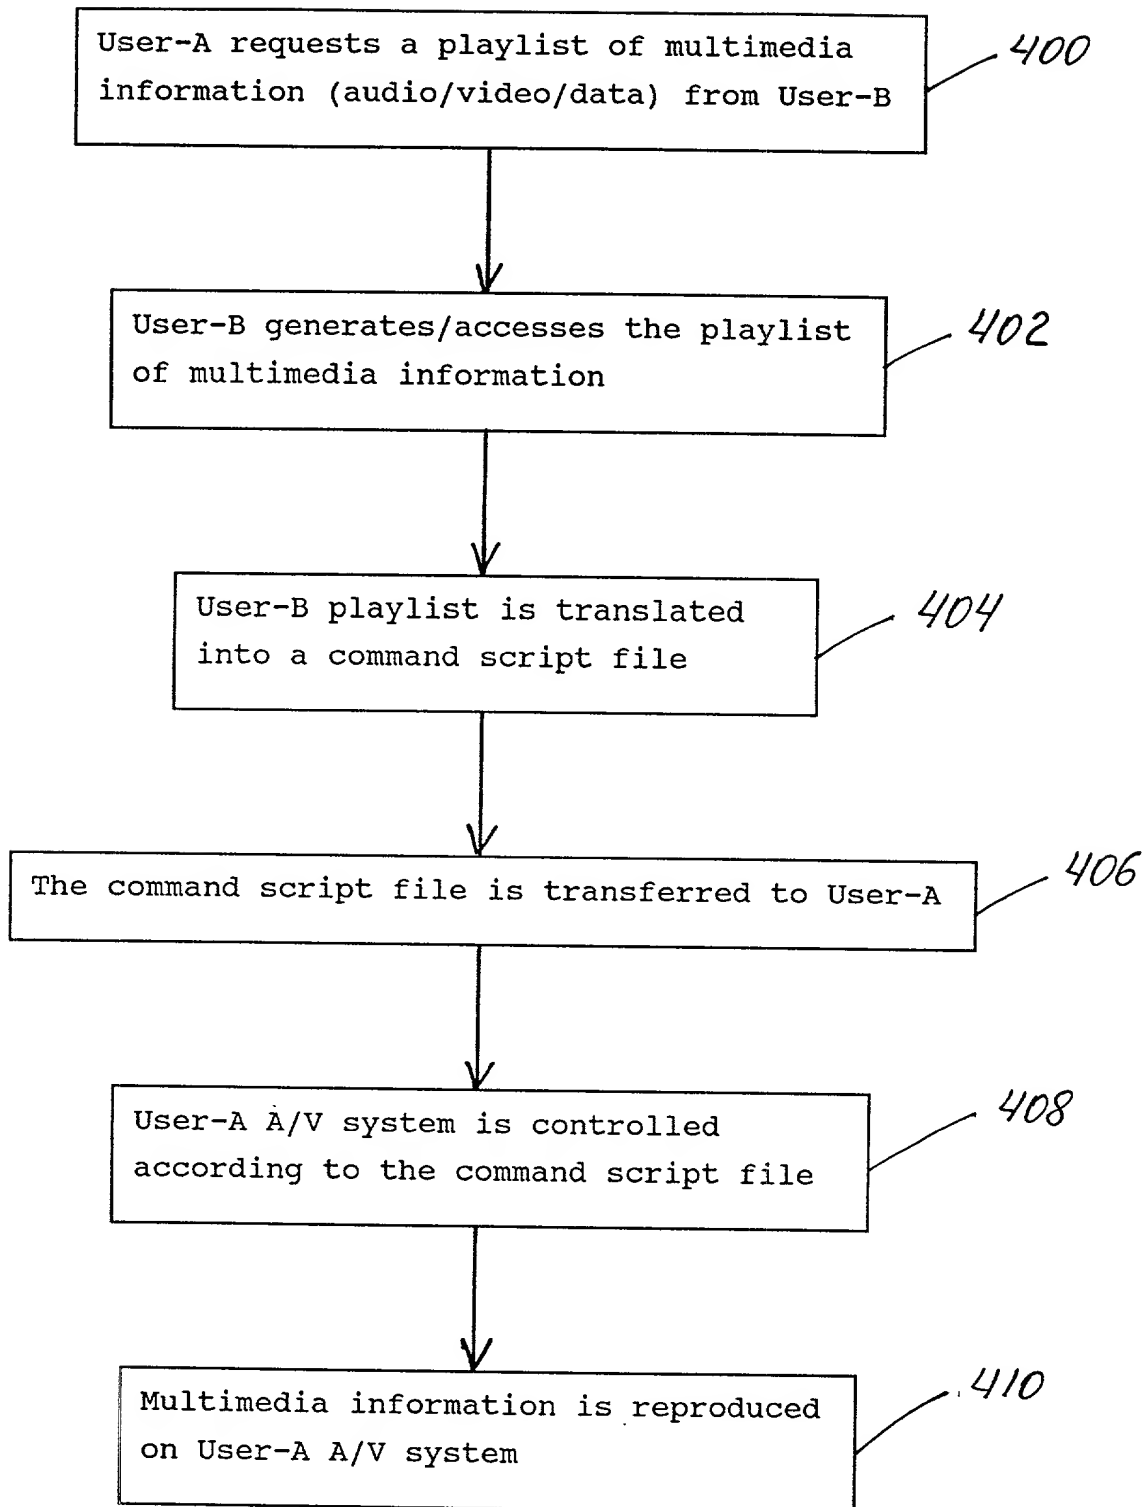 User-A requests a playlist of multimedia
information (audio/video/data) from User-B
400
User-B generates/accesses the playlist
of multimedia information
402
User-B playlist is translated
into a command script file
404
The command script file is transferred to User-A
406
User-A A/V system is controlled
according to the command script file
408
Multimedia information is reproduced
on User-A A/V system
410